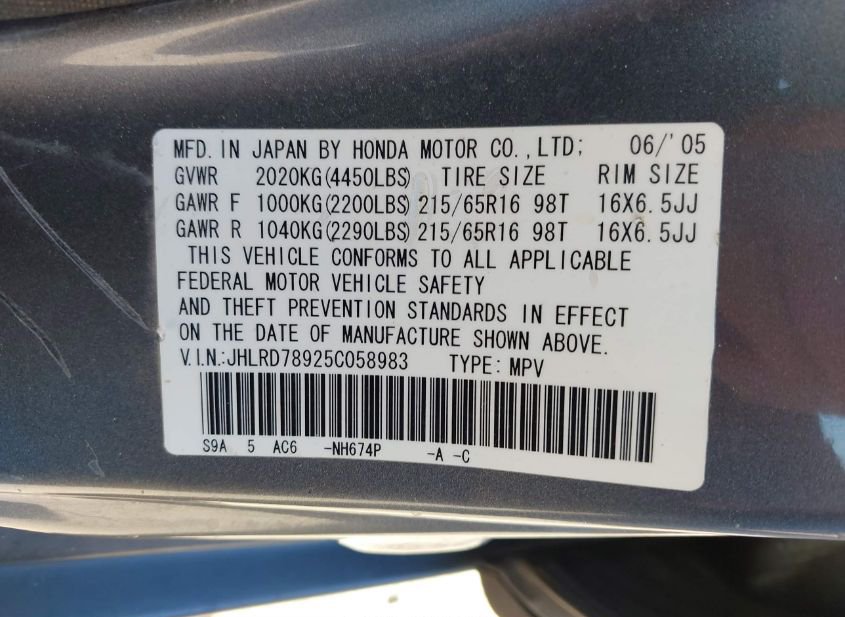 MFD. IN JAPAN BY HONDA MOTOR CO.,LTD; 06/'05
GVWR 2020KG(4450LBS) TIRE SIZE RIM SIZE
GAWR F 1000KG(2200LBS) 215/65R16 98T 16X6.5JJ
GAWR R 1040KG(2290LBS) 215/65R16 98T 16X6.5JJ
THIS VEHICLE CONFORMS TO ALL APPLICABLE
FEDERAL MOTOR VEHICLE SAFETY
AND THEFT PREVENTION STANDARDS IN EFFECT
ON THE DATE OF MANUFACTURE SHOWN ABOVE.
V.I.N.:JHLRD78925C058983 TYPE: MPV
S9A 5 AC6 -NH674P -A -C